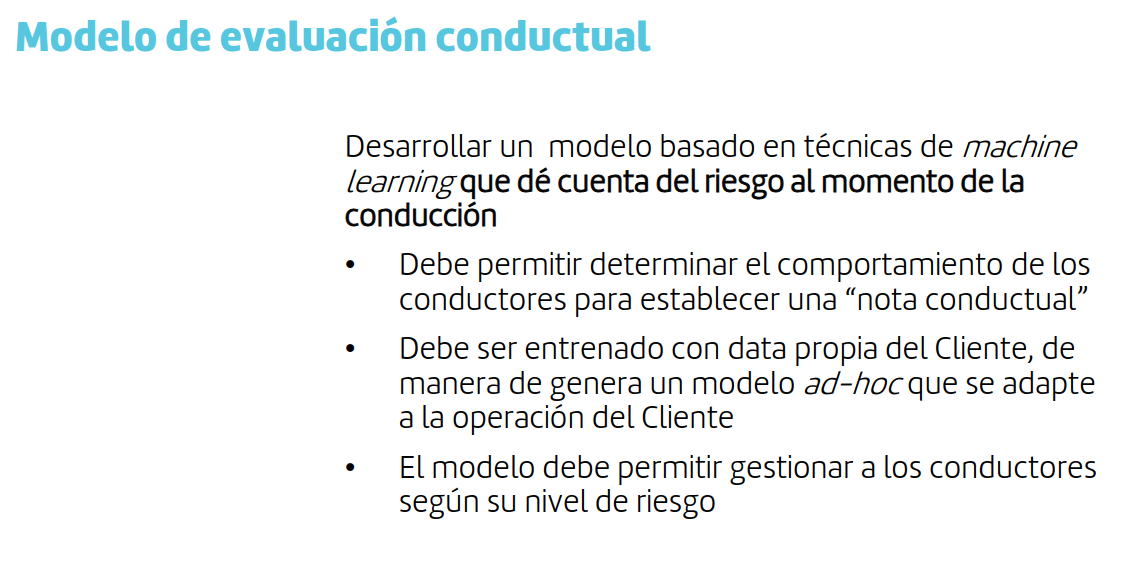 Modelo de evaluación conductual
Desarrollar un  modelo basado en técnicas de machine
learning que dé cuenta del riesgo al momento de la
conducción
• Debe permitir determinar el comportamiento de los
conductores para establecer una “nota conductual”
• Debe ser entrenado con data propia del Cliente, de
manera de genera un modelo ad-hoc que se adapte
a la operación del Cliente
• El modelo debe permitir gestionar a los conductores
según su nivel de riesgo